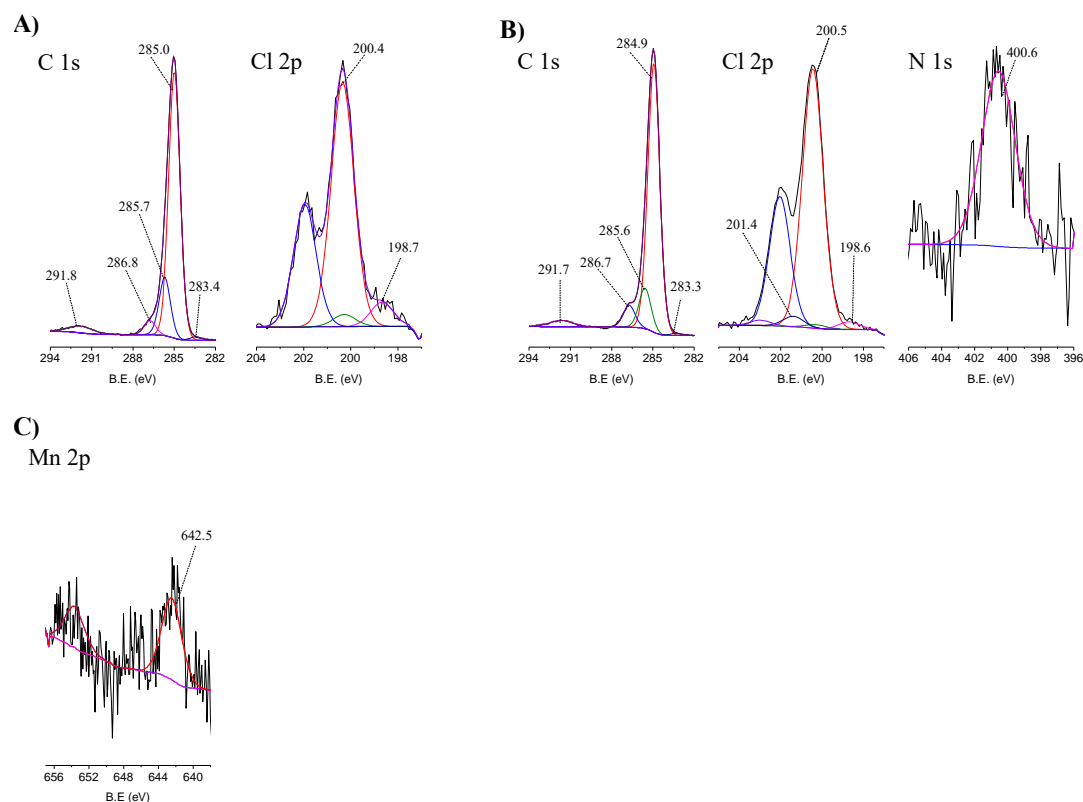 A)
C 1s
285.0
285.7
286.8
291.8
283.4
294 291 288 285 282
B.E. (eV)
Cl 2p
200.4
198.7
204 202 200 198
B.E. (eV)
B)
C 1s
284.9
285.6
286.7
291.7
283.3
294 291 288 285 282
B.E (eV)
Cl 2p
200.5
201.4
198.6
204 202 200 198
B.E. (eV)
N 1s
400.6
406 404 402 400 398 396
B.E. (eV)
C)
Mn 2p
642.5
656 652 648 644 640
B.E (eV)